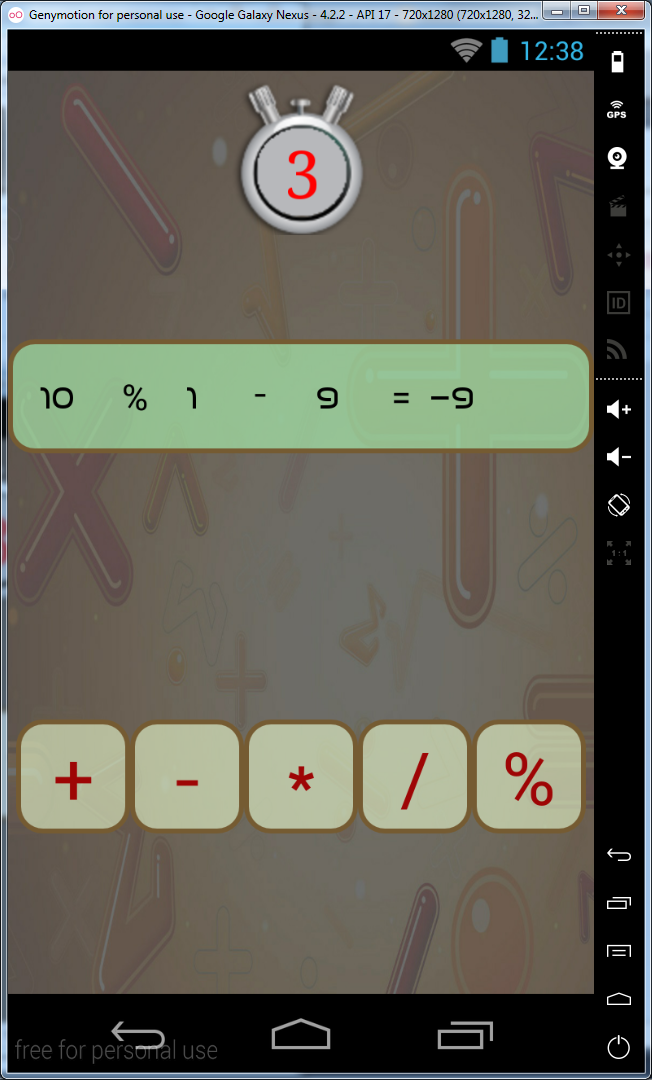 Genymotion for personal use - Google Galaxy Nexus - 4.2.2 - API 17 - 720x1280 (720x1280, 32...
12:38
GPS
3
ID
10 % 1 - 9 = -9
1:1
+ - * / %
free for personal use